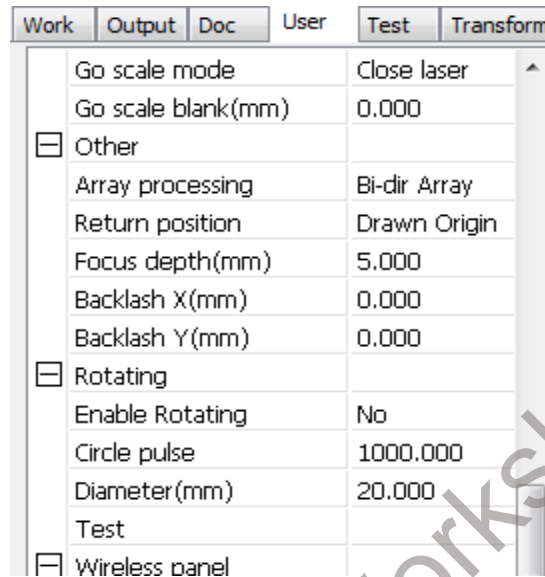 Work Output Doc User Test Transform
Go scale mode Close laser
Go scale blank(mm) 0.000
Other
Array processing Bi-dir Array
Return position Drawn Origin
Focus depth(mm) 5.000
Backlash X(mm) 0.000
Backlash Y(mm) 0.000
Rotating
Enable Rotating No
Circle pulse 1000.000
Diameter(mm) 20.000
Test
Wireless panel